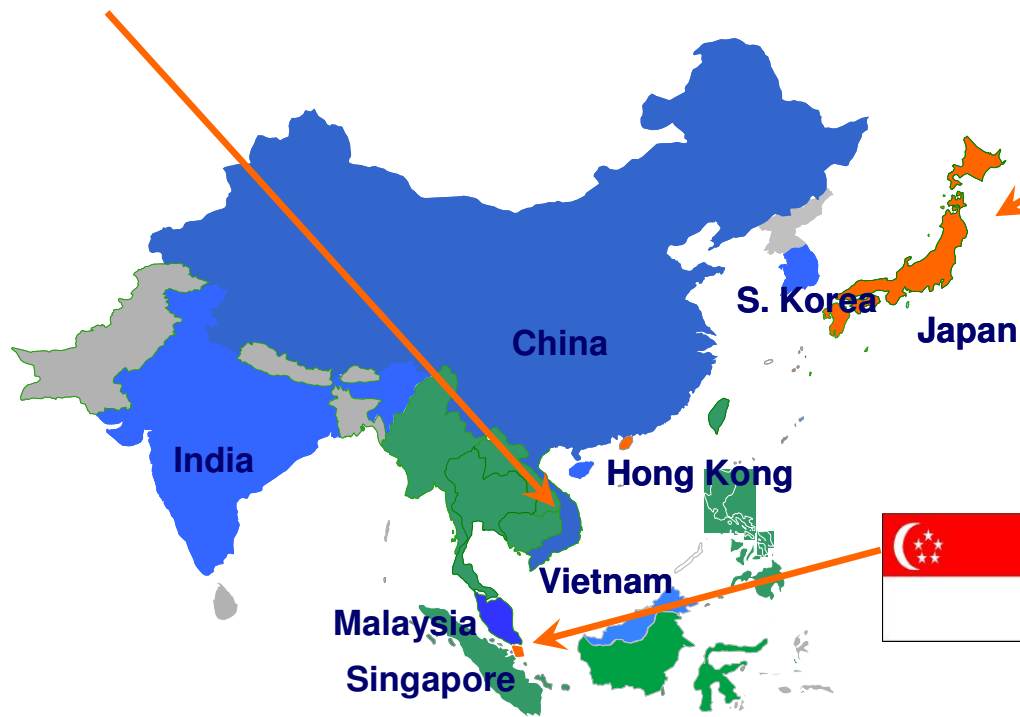 S. Korea
Japan
China
India
Hong Kong
Vietnam
Malaysia
Singapore